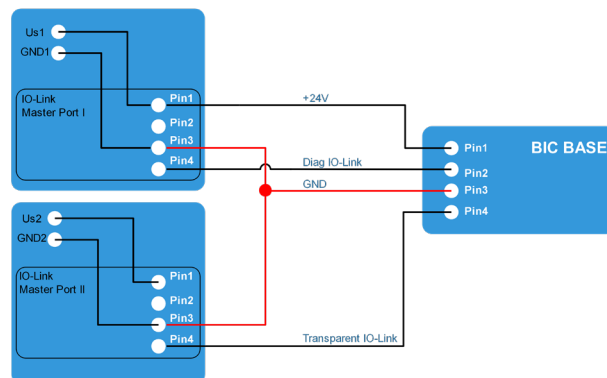 Us1
GND1
IO-Link
Master Port I
Pin1
Pin2
Pin3
Pin4
+24V
Diag IO-Link
GND
BIC BASE
Pin1
Pin2
Pin3
Pin4
Us2
GND2
IO-Link
Master Port II
Pin1
Pin2
Pin3
Pin4
Transparent IO-Link